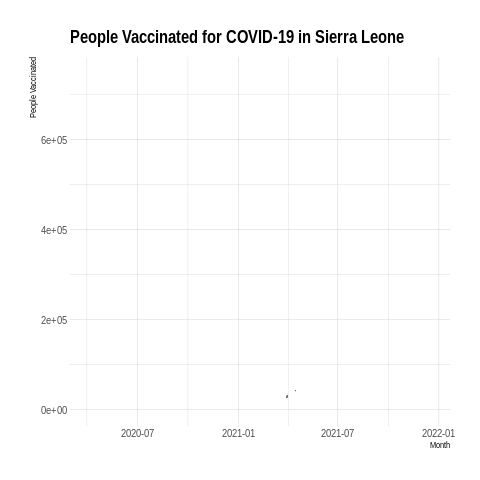 People Vaccinated for COVID-19 in Sierra Leone
People Vaccinated
6e+05
4e+05
2e+05
0e+00
2020-07 2021-01 2021-07 2022-01
Month